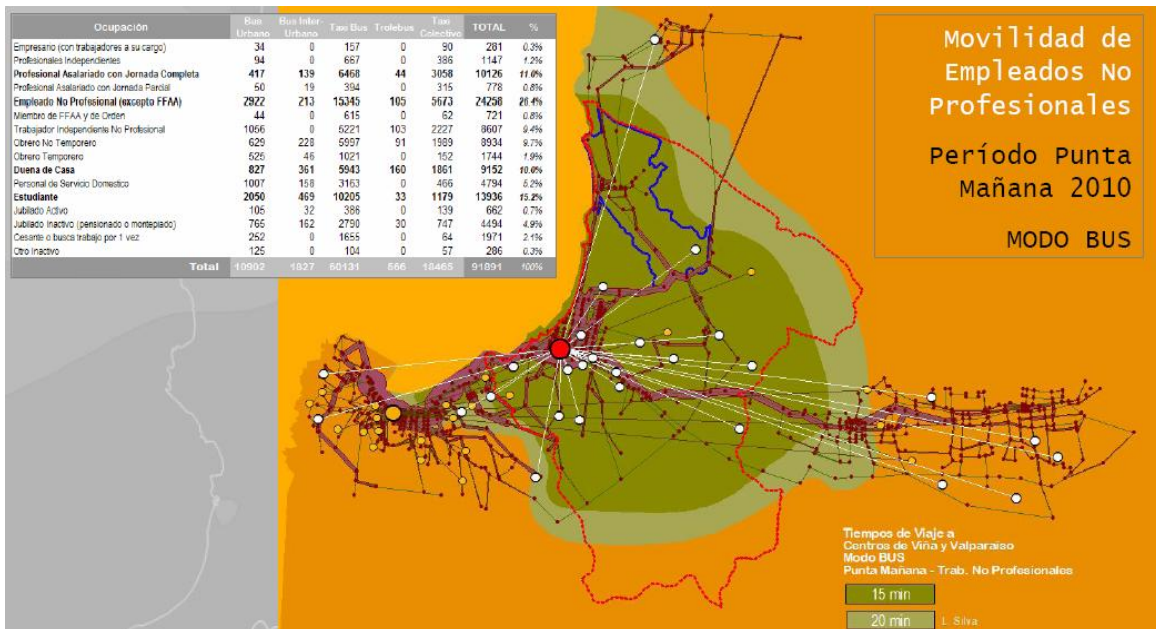 Ocupación Bus Urbano Bus Inter-Urbano Taxi Bus Trolebus Taxi Colectivo TOTAL %
Empresario (con trabajadores a su cargo) 34 0 157 0 90 281 0.3%
Profesionales Independientes 94 0 667 0 386 1147 1.2%
Profesional Asalariado con Jornada Completa 417 139 6468 44 3058 10126 11.0%
Profesional Asalariado con Jornada Parcial 50 19 394 0 315 778 0.8%
Empleado No Profesional (excepto FFAA) 2922 213 15345 105 5673 24258 26.4%
Miembro de FFAA y de Orden 44 0 615 0 62 721 0.8%
Trabajador Independiente No Profesional 1056 0 5221 103 2227 8607 9.4%
Obrero No Temporero 629 228 5997 91 1989 8934 9.7%
Obrero Temporero 525 46 1021 0 152 1744 1.9%
Duena de Casa 827 361 5943 160 1861 9152 10.0%
Personal de Servicio Domestico 1007 158 3163 0 466 4794 5.2%
Estudiante 2050 469 10205 33 1179 13936 15.2%
Jubilado Activo 105 32 386 0 139 662 0.7%
Jubilado Inactivo (pensionado o montepiado) 765 162 2790 30 747 4494 4.9%
Cesante o busca trabajo por 1 vez 252 0 1655 0 64 1971 2.1%
Otro Inactivo 125 0 104 0 57 286 0.3%
Total 10902 1827 60131 566 18465 91891 100%
Movilidad de
Empleados No
Profesionales
Período Punta
Mañana 2010
MODO BUS
Tiempos de Viaje a
Centros de Viña y Valparaíso
Modo BUS
Punta Mañana - Trab. No Profesionales
15 min
20 min
L. Silva